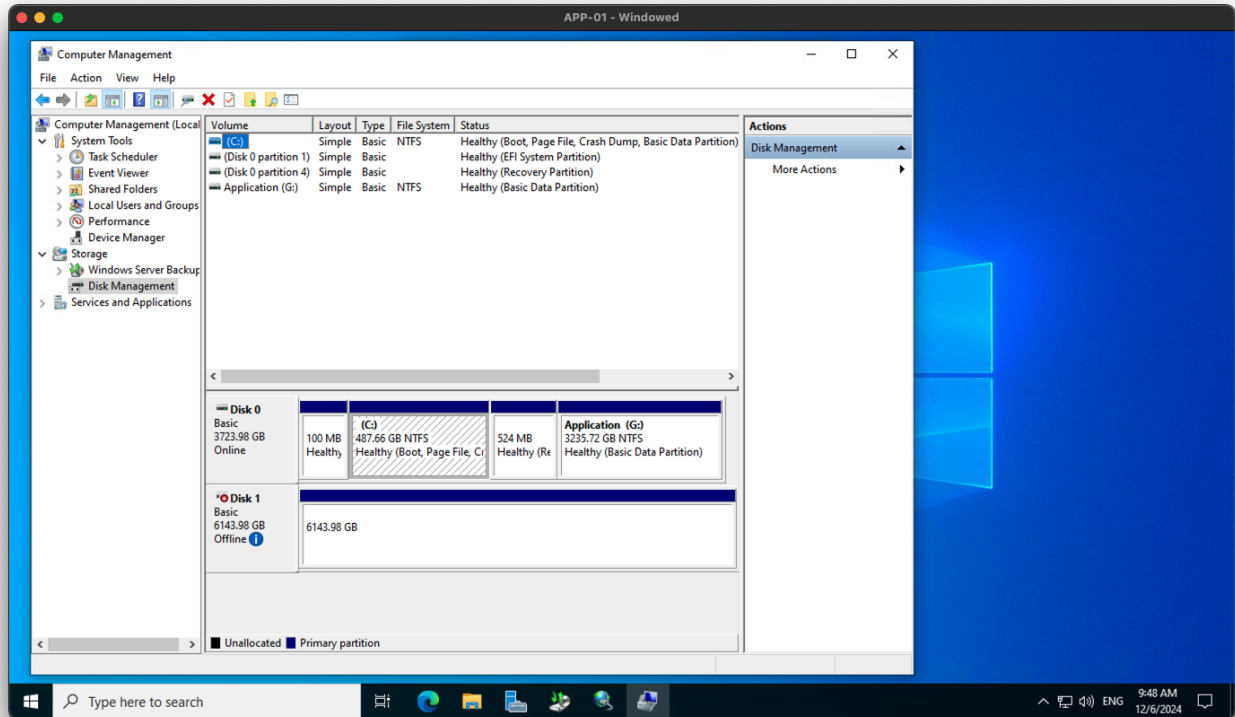 APP-01 - Windowed
Computer Management
File Action View Help
Computer Management (Local
System Tools
Task Scheduler
Event Viewer
Shared Folders
Local Users and Groups
Performance
Device Manager
Storage
Windows Server Backup
Disk Management
Services and Applications
Volume Layout Type File System Status
(C:) Simple Basic NTFS Healthy (Boot, Page File, Crash Dump, Basic Data Partition)
(Disk 0 partition 1) Simple Basic Healthy (EFI System Partition)
(Disk 0 partition 4) Simple Basic Healthy (Recovery Partition)
Application (G:) Simple Basic NTFS Healthy (Basic Data Partition)
Actions
Disk Management
More Actions
Disk 0
Basic
3723.98 GB
Online
100 MB
Healthy
(C:)
487.66 GB NTFS
Healthy (Boot, Page File, Cr
524 MB
Healthy (Re
Application (G:)
3235.72 GB NTFS
Healthy (Basic Data Partition)
Disk 1
Basic
6143.98 GB
Offline
6143.98 GB
Unallocated Primary partition
Type here to search
ENG
9:48 AM
12/6/2024